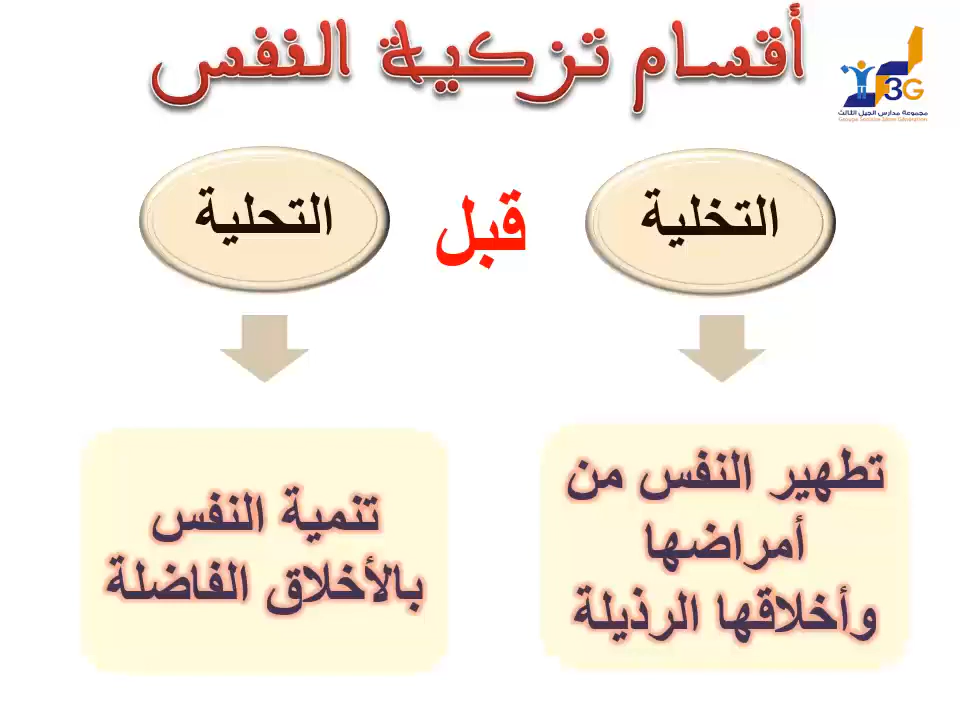 أقسام تزكية النفس
3G
مجموعة مدارس الجيل الثالث
التخلية
قبل
التحلية
تطهير النفس من
أمراضها
وأخلاقها الرذيلة
تنمية النفس
بالأخلاق الفاضلة